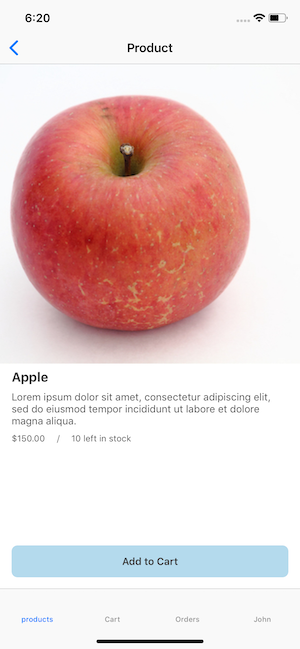 6:20
Product
Apple
Lorem ipsum dolor sit amet, consectetur adipiscing elit,
sed do eiusmod tempor incididunt ut labore et dolore
magna aliqua.
$150.00 / 10 left in stock
Add to Cart
products Cart Orders John